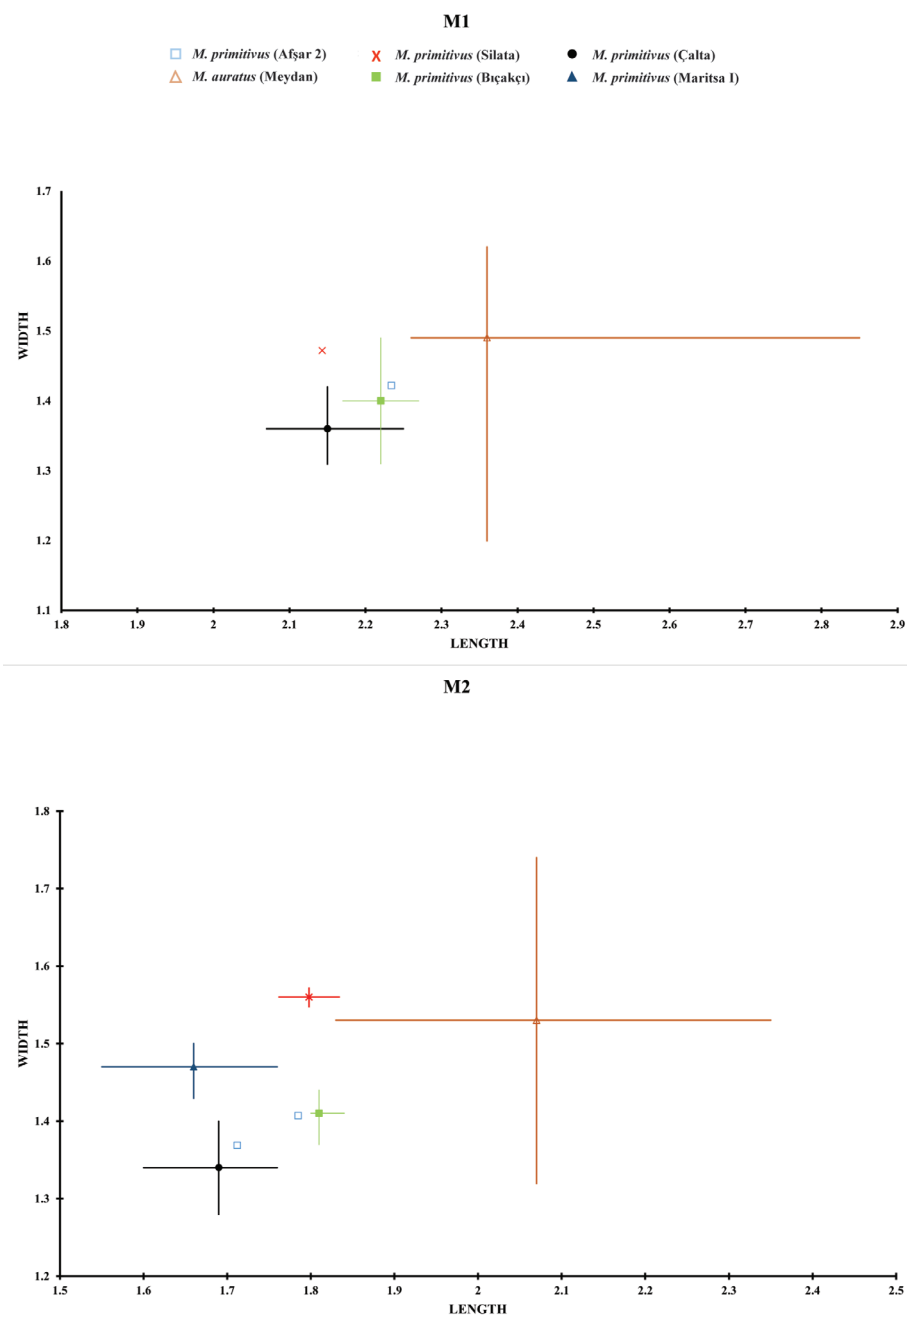 M1
M. primitivus (Afşar 2) M. primitivus (Silata) M. primitivus (Çalta)
M. auratus (Meydan) M. primitivus (Bıçakçı) M. primitivus (Maritsa I)
1.7
1.6
1.5
WIDTH
1.4
1.3
1.2
1.1
1.8 1.9 2 2.1 2.2 2.3 2.4 2.5 2.6 2.7 2.8 2.9
LENGTH
M2
1.8
1.7
1.6
1.5
WIDTH
1.4
1.3
1.2
1.5 1.6 1.7 1.8 1.9 2 2.1 2.2 2.3 2.4 2.5
LENGTH